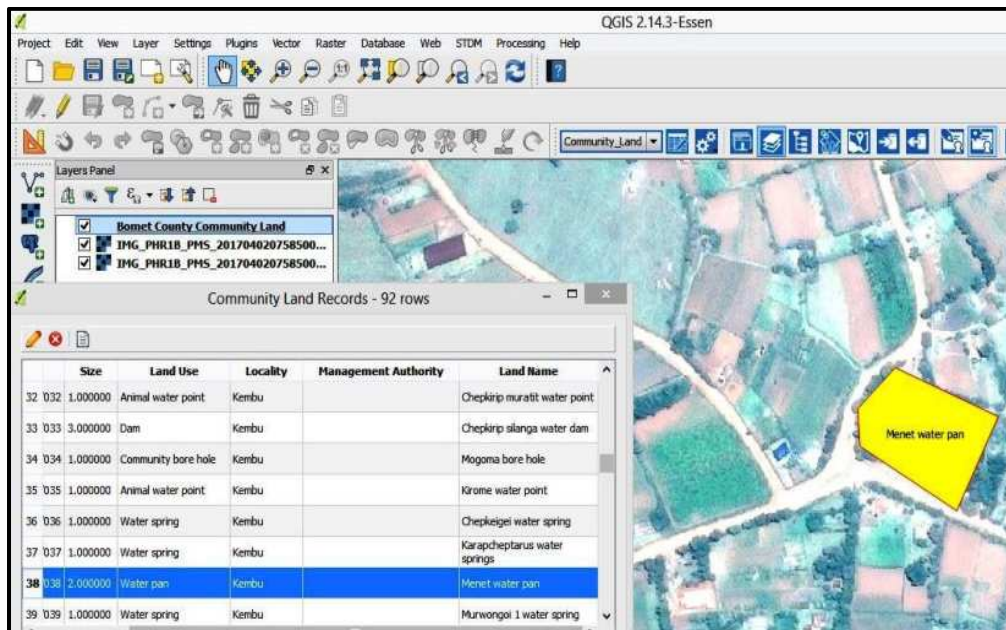 QGIS 2.14.3-Essen
Project Edit View Layer Settings Plugins Vector Raster Database Web STDM Processing Help
Community_Land
Layers Panel
Bomet County Community Land
IMG_PHR1B_PMS_201704020758500...
IMG_PHR1B_PMS_201704020758500...
Community Land Records - 92 rows
Size Land Use Locality Management Authority Land Name
32 '032 1.000000 Animal water point Kembu Chepkirip muratit water point
33 '033 3.000000 Dam Kembu Chepkirip silanga water dam
34 '034 1.000000 Community bore hole Kembu Mogoma bore hole
35 '035 1.000000 Animal water point Kembu Kirome water point
36 '036 1.000000 Water spring Kembu Chepkeigei water spring
37 '037 1.000000 Water spring Kembu Karapcheptarus water springs
38 '038 2.000000 Water pan Kembu Menet water pan
39 '039 1.000000 Water spring Kembu Murwongoi 1 water spring
Menet water pan